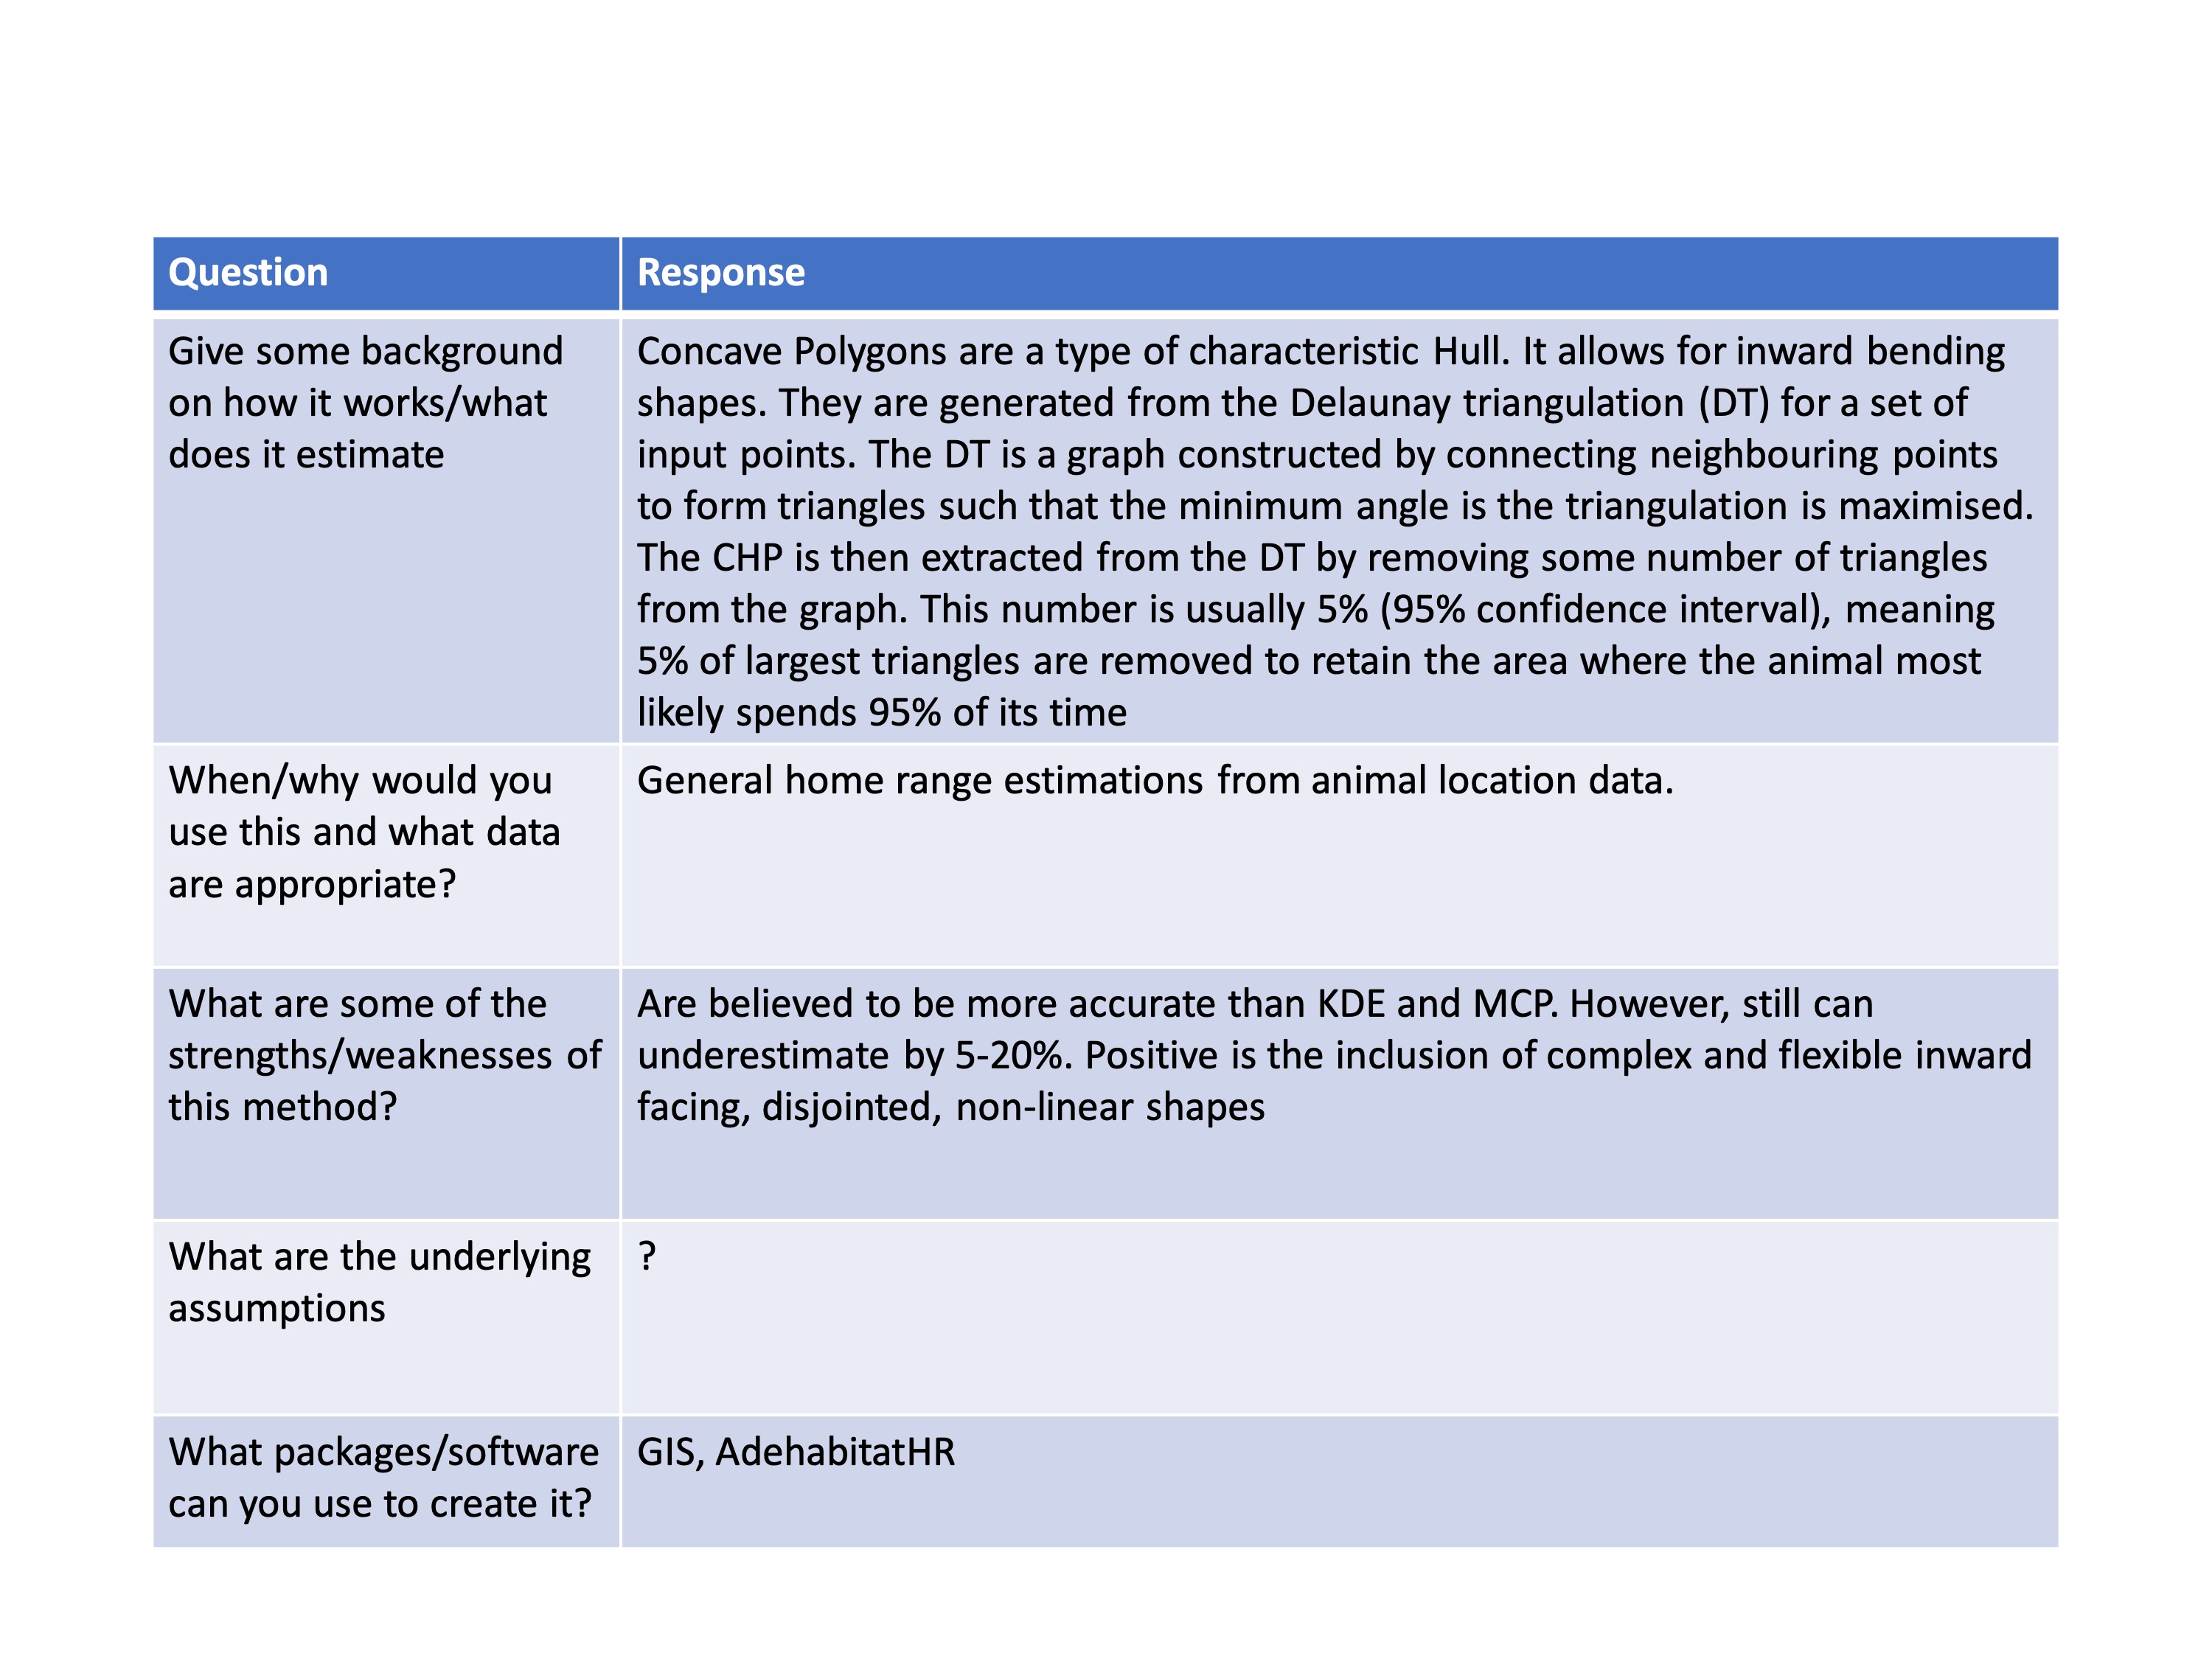 Question
Response
Give some background
on how it works/what
does it estimate
Concave Polygons are a type of characteristic Hull. It allows for inward bending
shapes. They are generated from the Delaunay triangulation (DT) for a set of
input points. The DT is a graph constructed by connecting neighbouring points
to form triangles such that the minimum angle is the triangulation is maximised.
The CHP is then extracted from the DT by removing some number of triangles
from the graph. This number is usually 5% (95% confidence interval), meaning
5% of largest triangles are removed to retain the area where the animal most
likely spends 95% of its time
When/why would you
use this and what data
are appropriate?
General home range estimations from animal location data.
What are some of the
strengths/weaknesses of
this method?
Are believed to be more accurate than KDE and MCP. However, still can
underestimate by 5-20%. Positive is the inclusion of complex and flexible inward
facing, disjointed, non-linear shapes
What are the underlying
assumptions
?
What packages/software
can you use to create it?
GIS, AdehabitatHR